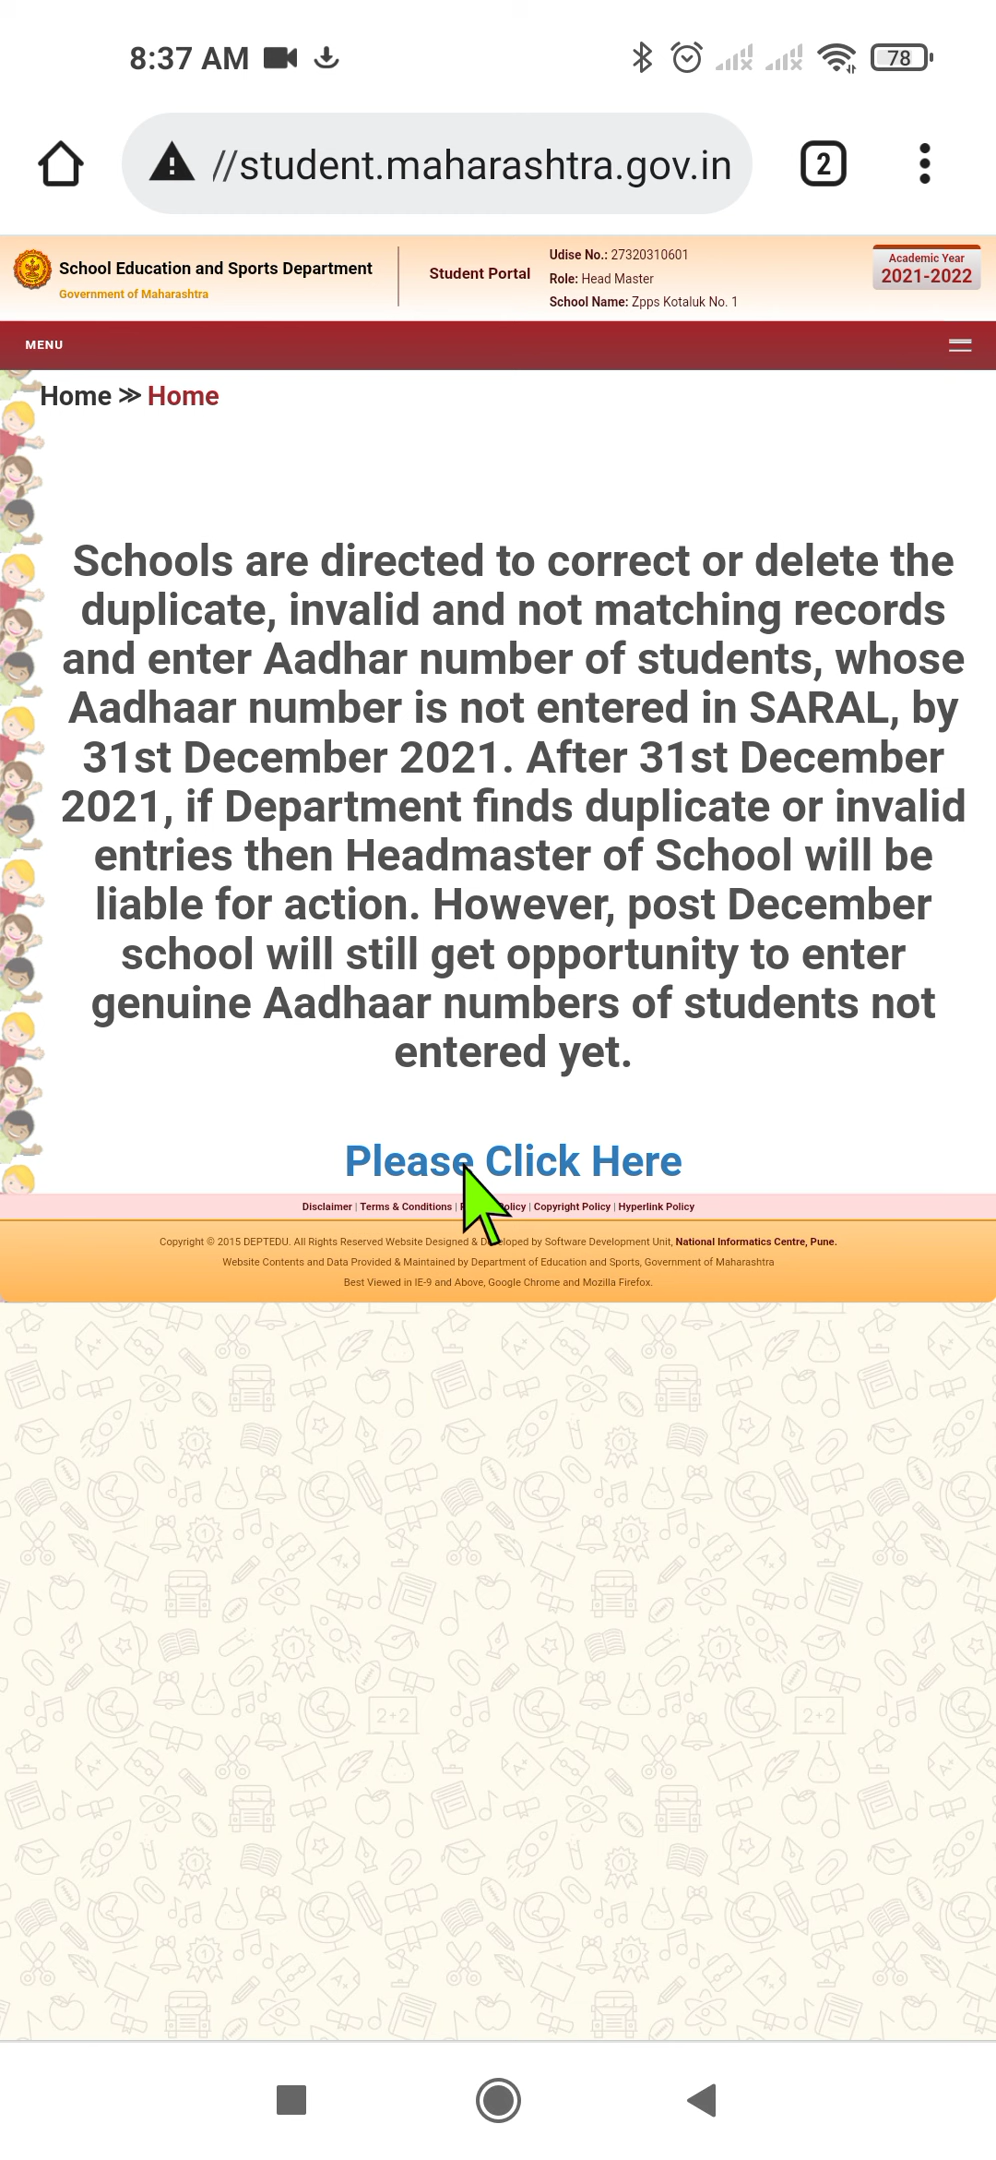 8:37 AM
78
//student.maharashtra.gov.in
2
School Education and Sports Department
Government of Maharashtra
Student Portal
Udise No.: 27320310601
Role: Head Master
School Name: Zpps Kotaluk No. 1
Academic Year
2021-2022
MENU
Home ≫ Home
Schools are directed to correct or delete the
duplicate, invalid and not matching records
and enter Aadhar number of students, whose
Aadhaar number is not entered in SARAL, by
31st December 2021. After 31st December
2021, if Department finds duplicate or invalid
entries then Headmaster of School will be
liable for action. However, post December
school will still get opportunity to enter
genuine Aadhaar numbers of students not
entered yet.
Please Click Here
Disclaimer | Terms & Conditions | Policy | Copyright Policy | Hyperlink Policy
Copyright © 2015 DEPTEDU. All Rights Reserved Website Designed & Developed by Software Development Unit, National Informatics Centre, Pune.
Website Contents and Data Provided & Maintained by Department of Education and Sports, Government of Maharashtra
Best Viewed in IE-9 and Above, Google Chrome and Mozilla Firefox.